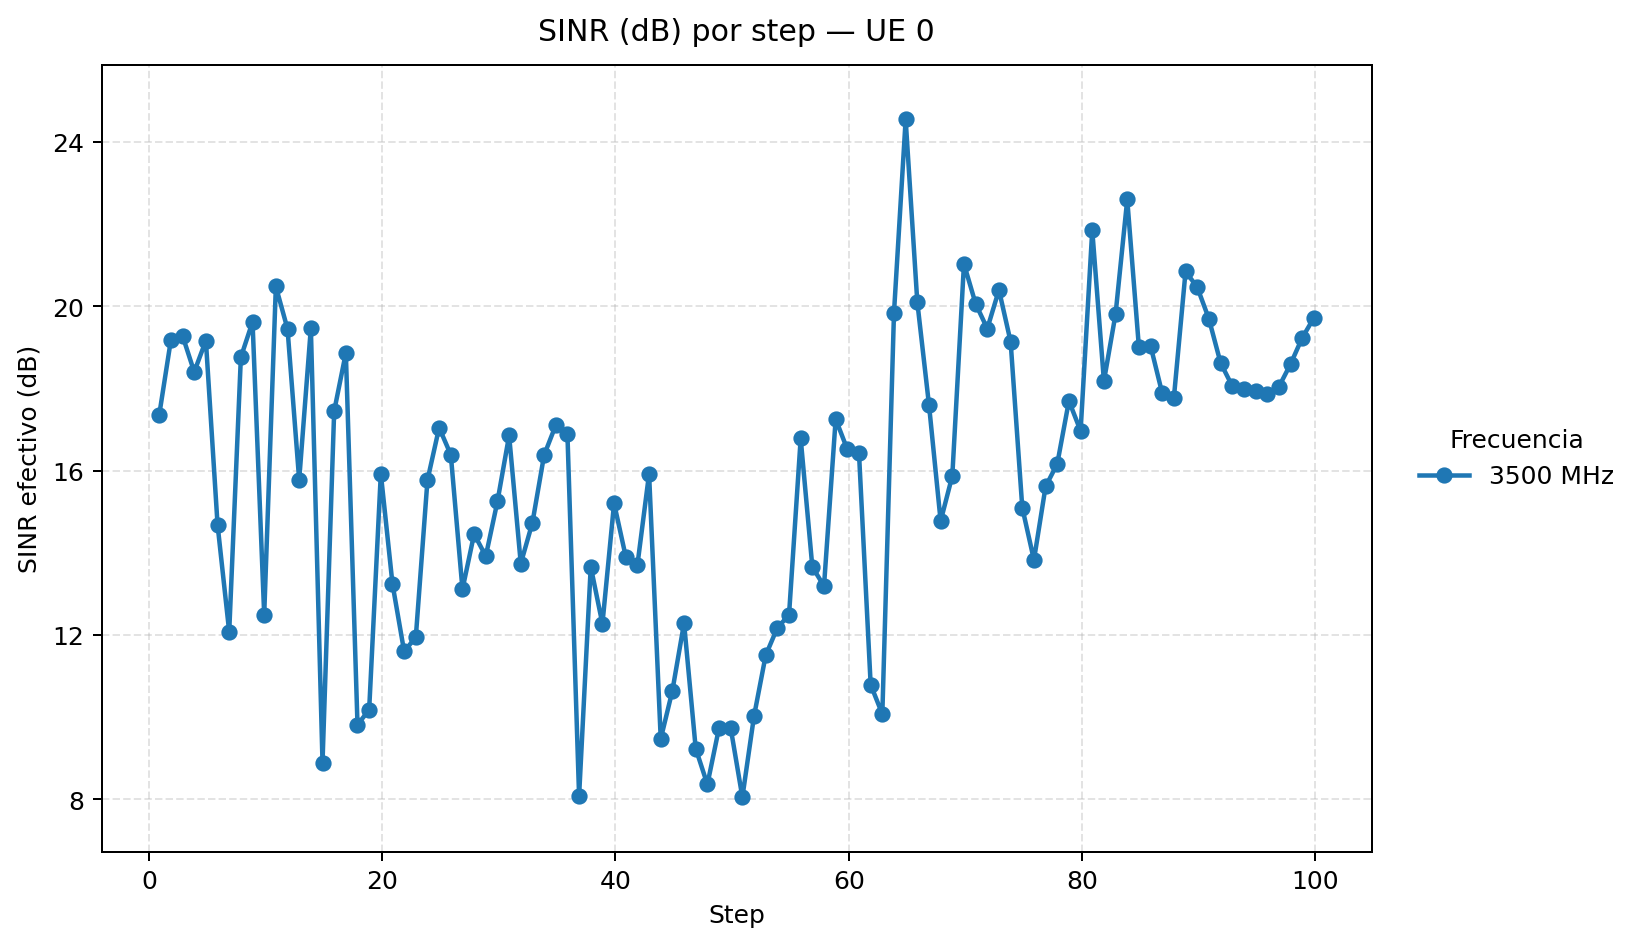 SINR (dB) por step — UE 0
SINR efectivo (dB)
24
20
16
12
8
0 20 40 60 80 100
Step
Frecuencia
3500 MHz